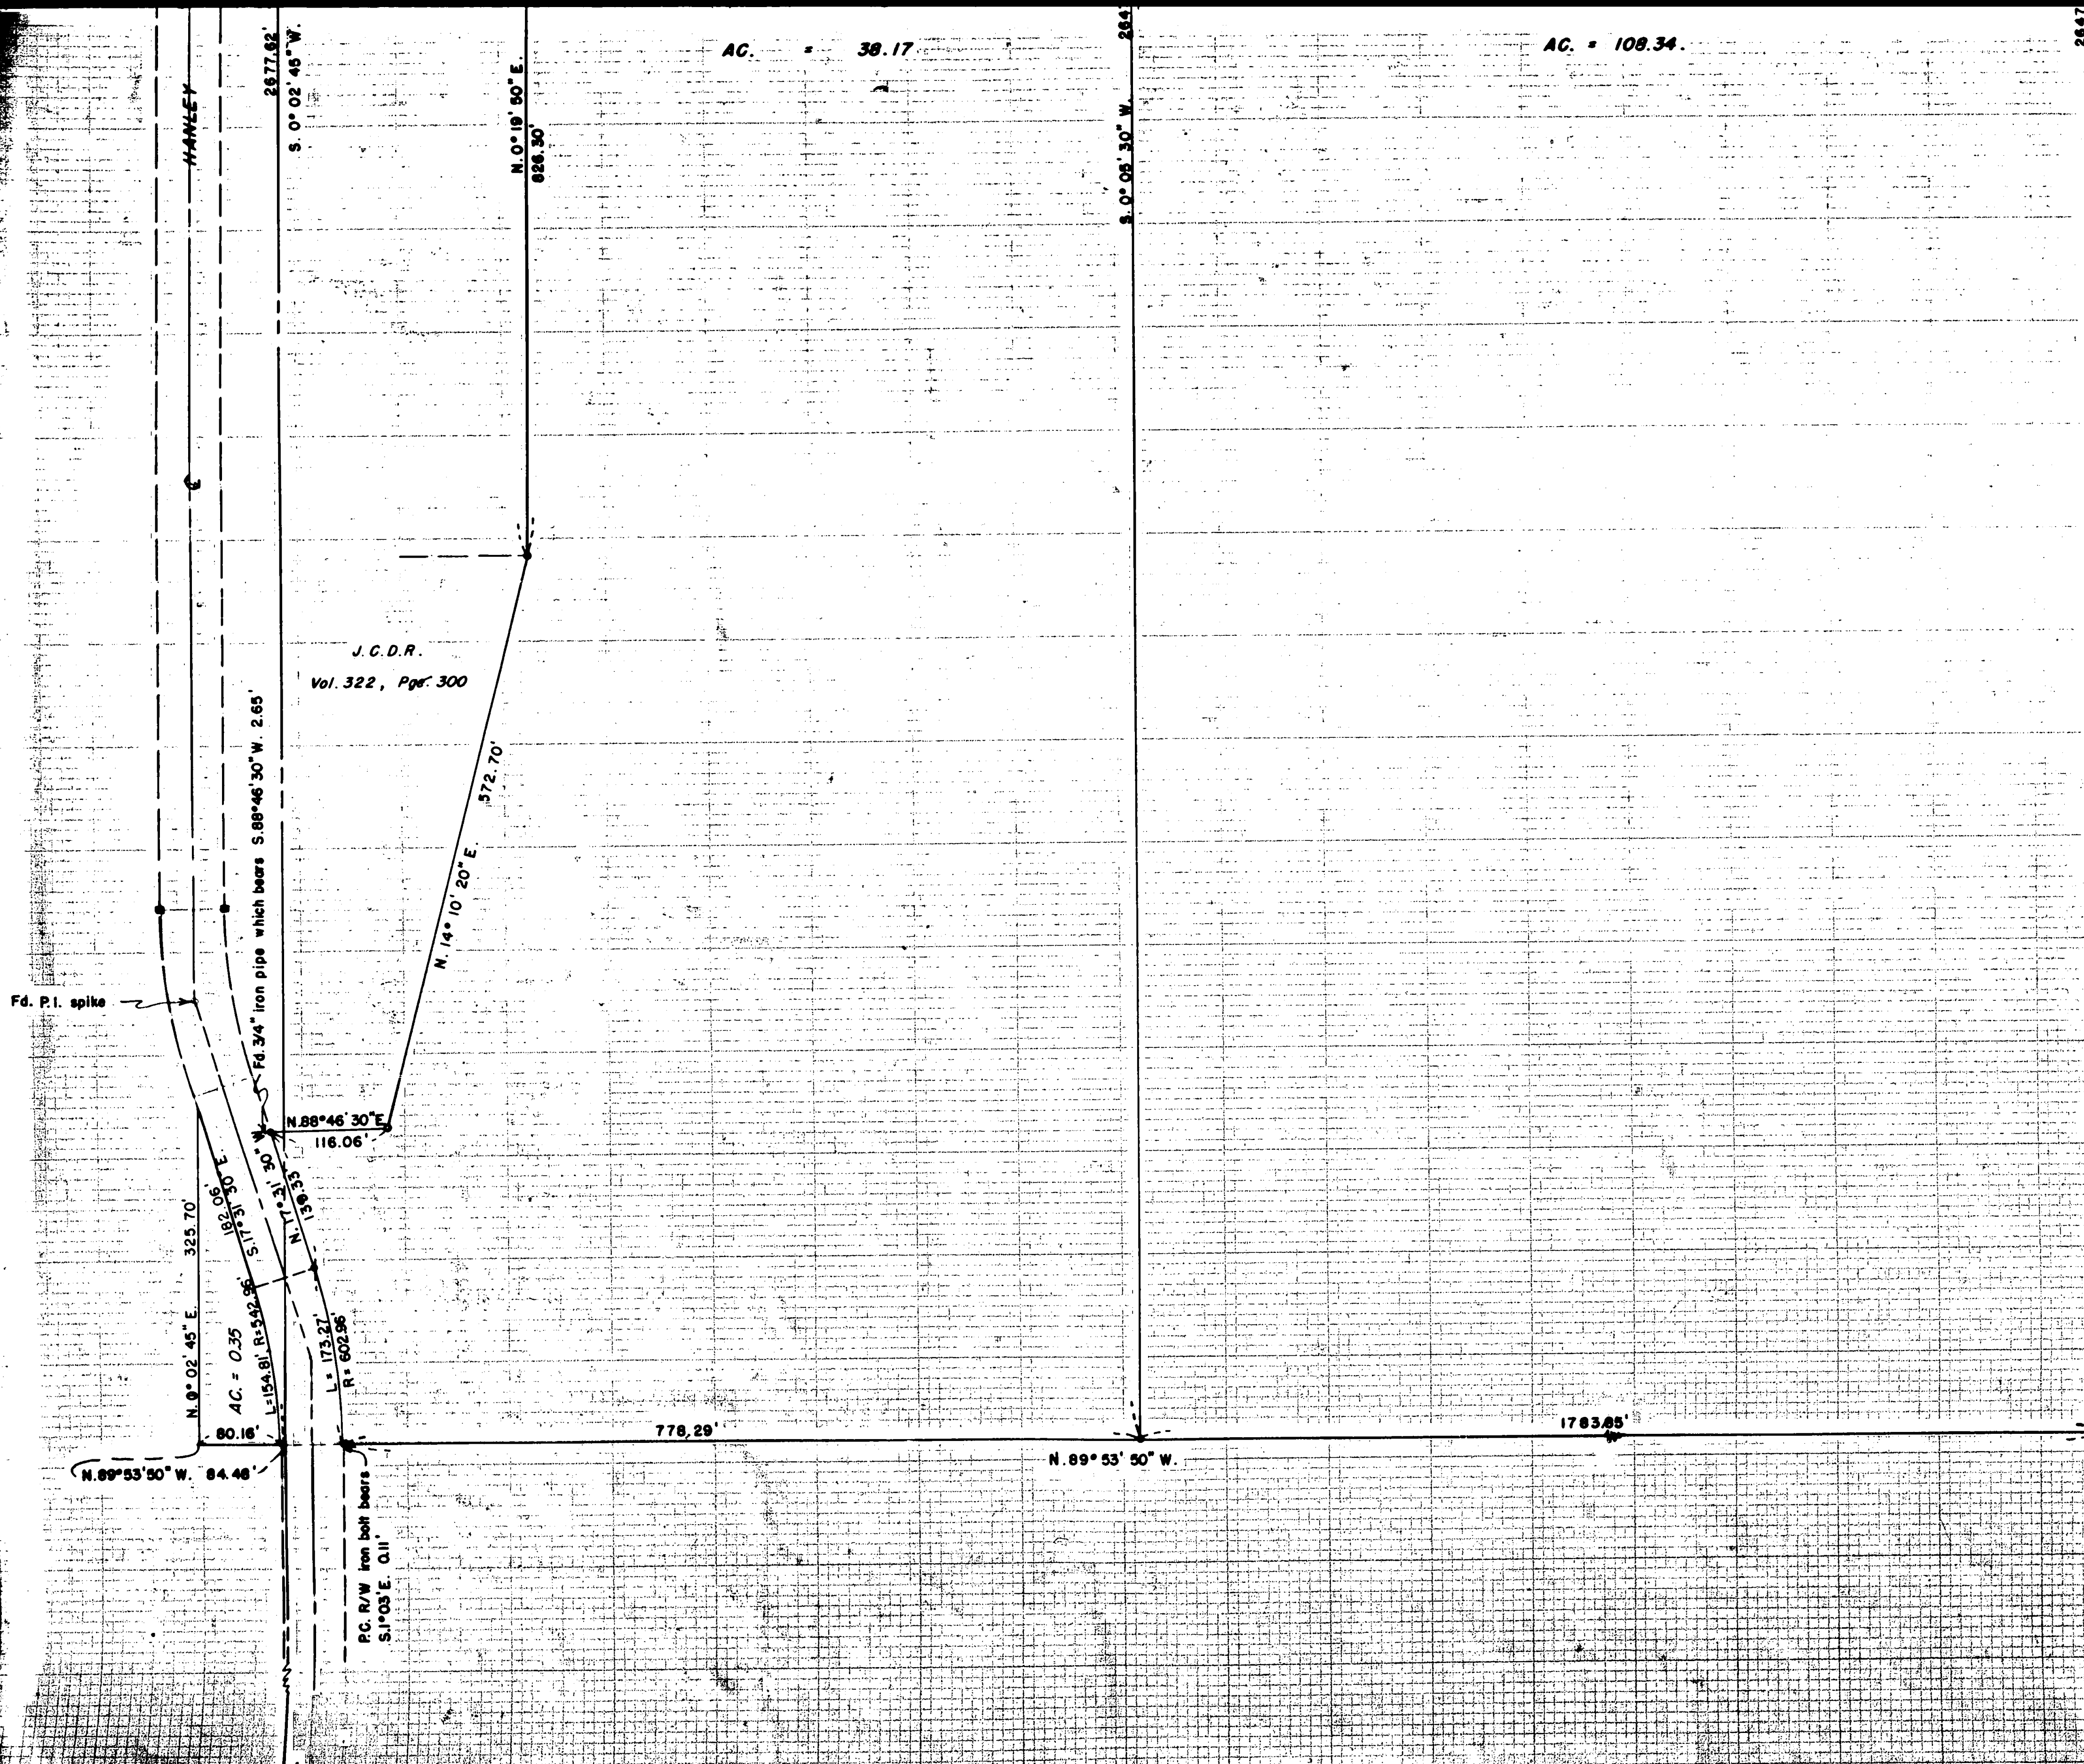 AC. = 38.17
AC. = 108.34.
HANLEY
2677.62'
S. 0° 02' 45" W.
N. 0° 19' 50" E.
826.30'
264
S. 0° 05' 30" W.
2647
J. C. D. R.
Vol. 322, Pge. 300
572.70'
N. 14° 10' 20" E.
Fd. 3/4" iron pipe which bears S. 88° 46' 30" W. 2.65'
Fd. P.I. spike
N. 88° 46' 30" E.
116.06'
N. 17° 31' 30" W.
182.06'
S. 17° 31' 30" E.
325.70'
N. 0° 02' 45" E.
AC. = 0.35
L=154.81' R=542.96'
L = 173.27'
R = 602.96
80.16'
N. 89° 53' 50" W. 84.46'
778.29'
N. 89° 53' 50" W.
1783.85'
P.C. R/W iron bolt bears
S. 1° 03' E. 0.11'